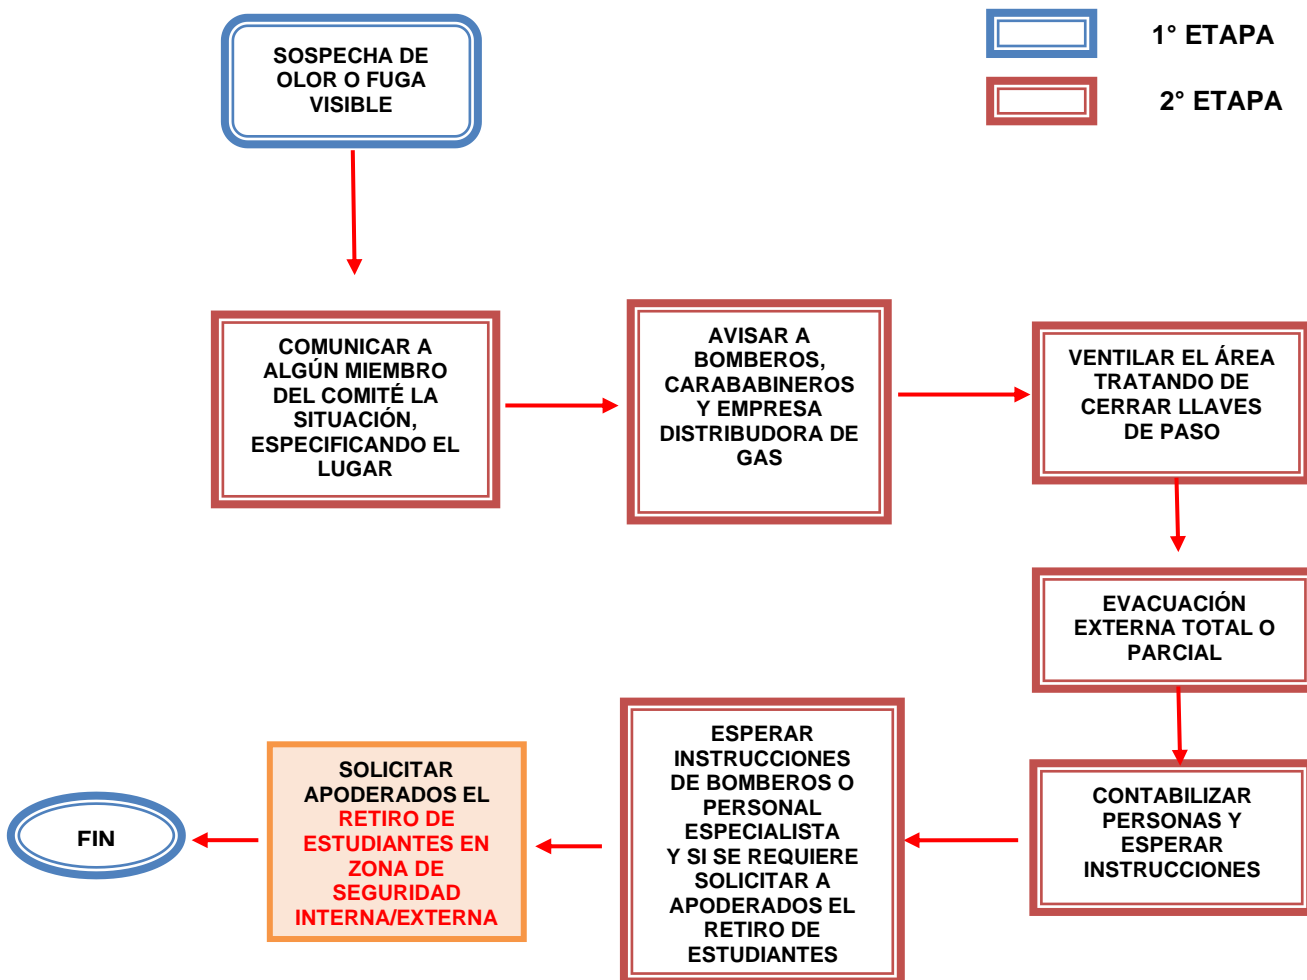 SOSPECHA DE
OLOR O FUGA
VISIBLE
1° ETAPA
2° ETAPA
COMUNICAR A
ALGÚN MIEMBRO
DEL COMITÉ LA
SITUACIÓN,
ESPECIFICANDO EL
LUGAR
AVISAR A
BOMBEROS,
CARABABINEROS
Y EMPRESA
DISTRIBUDORA DE
GAS
VENTILAR EL ÁREA
TRATANDO DE
CERRAR LLAVES
DE PASO
EVACUACIÓN
EXTERNA TOTAL O
PARCIAL
CONTABILIZAR
PERSONAS Y
ESPERAR
INSTRUCCIONES
ESPERAR
INSTRUCCIONES
DE BOMBEROS O
PERSONAL
ESPECIALISTA
Y SI SE REQUIERE
SOLICITAR A
APODERADOS EL
RETIRO DE
ESTUDIANTES
SOLICITAR
APODERADOS EL
RETIRO DE
ESTUDIANTES EN
ZONA DE
SEGURIDAD
INTERNA/EXTERNA
FIN